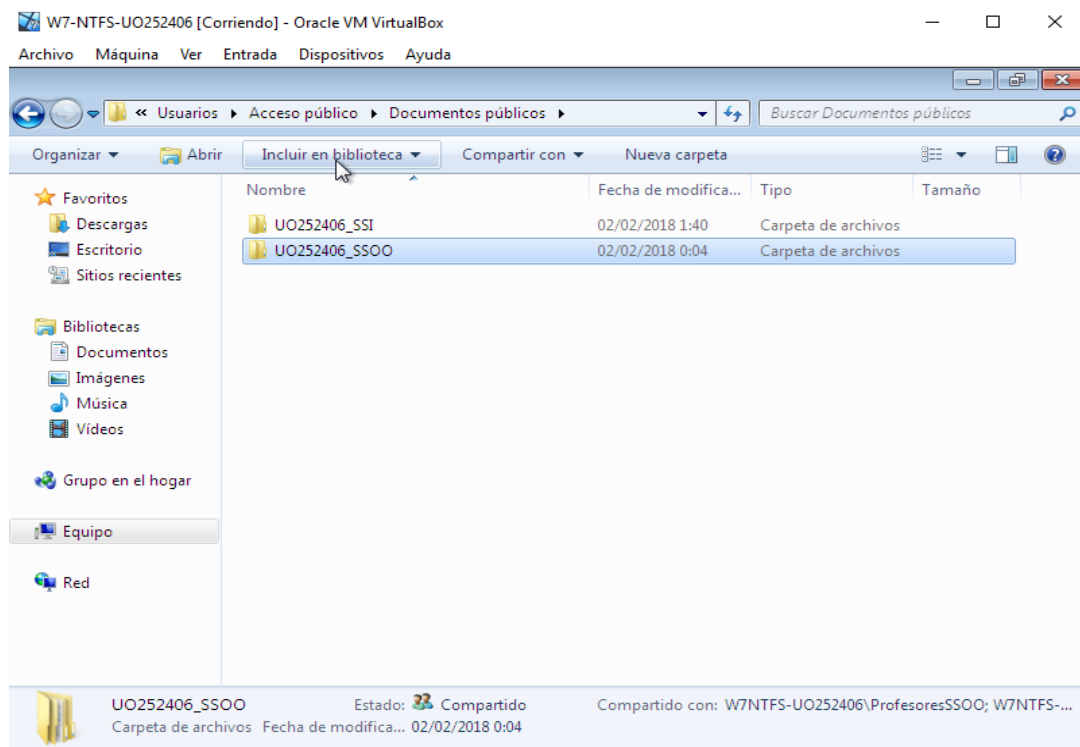 W7-NTFS-UO252406 [Corriendo] - Oracle VM VirtualBox
Archivo Máquina Ver Entrada Dispositivos Ayuda
« Usuarios Acceso público Documentos públicos Buscar Documentos públicos
Organizar Abrir Incluir en biblioteca Compartir con Nueva carpeta
Favoritos
Descargas
Escritorio
Sitios recientes
Bibliotecas
Documentos
Imágenes
Música
Vídeos
Grupo en el hogar
Equipo
Red
Nombre Fecha de modifica... Tipo Tamaño
UO252406_SSI 02/02/2018 1:40 Carpeta de archivos
UO252406_SSOO 02/02/2018 0:04 Carpeta de archivos
UO252406_SSOO Estado: Compartido Compartido con: W7NTFS-UO252406\ProfesoresSSOO; W7NTFS-...
Carpeta de archivos Fecha de modifica... 02/02/2018 0:04